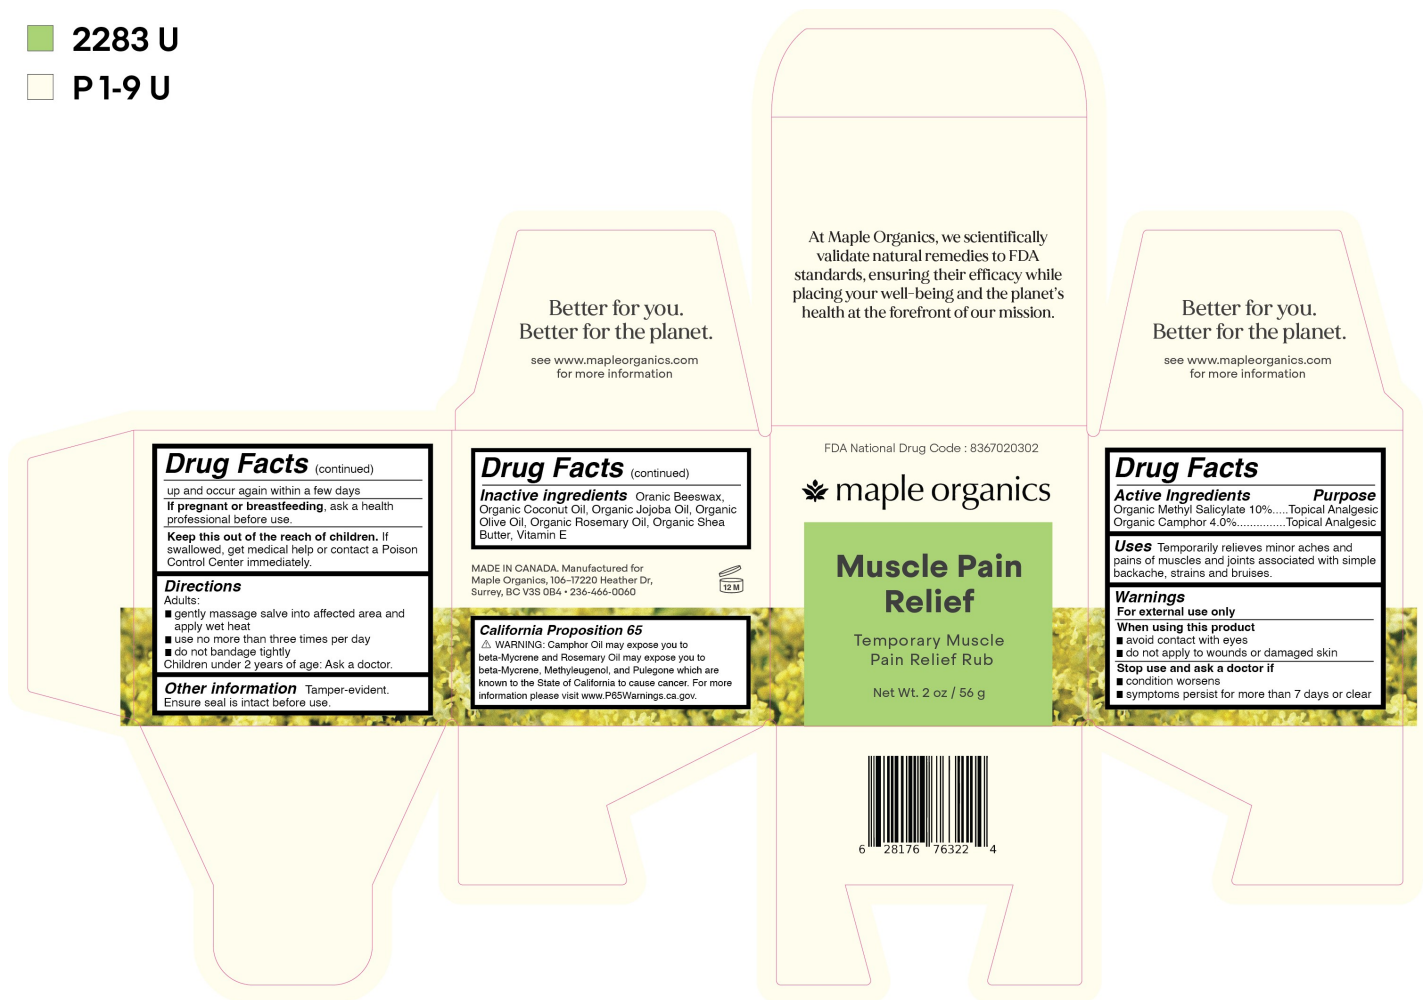 2283 U
P 1-9 U
At Maple Organics, we scientifically
validate natural remedies to FDA
standards, ensuring their efficacy while
placing your well-being and the planet's
health at the forefront of our mission.
Better for you.
Better for the planet.
see www.mapleorganics.com
for more information
Better for you.
Better for the planet.
see www.mapleorganics.com
for more information
Drug Facts (continued)
up and occur again within a few days
If pregnant or breastfeeding, ask a health
professional before use.
Keep this out of the reach of children. If
swallowed, get medical help or contact a Poison
Control Center immediately.
Directions
Adults:
■ gently massage salve into affected area and
apply wet heat
■ use no more than three times per day
■ do not bandage tightly
Children under 2 years of age: Ask a doctor.
Other information Tamper-evident.
Ensure seal is intact before use.
Drug Facts (continued)
Inactive ingredients Oranic Beeswax,
Organic Coconut Oil, Organic Jojoba Oil, Organic
Olive Oil, Organic Rosemary Oil, Organic Shea
Butter, Vitamin E
MADE IN CANADA. Manufactured for
Maple Organics, 106-17220 Heather Dr,
Surrey, BC V3S 0B4 • 236-466-0060
12 M
California Proposition 65
⚠ WARNING: Camphor Oil may expose you to
beta-Mycrene and Rosemary Oil may expose you to
beta-Mycrene, Methyleugenol, and Pulegone which are
known to the State of California to cause cancer. For more
information please visit www.P65Warnings.ca.gov.
FDA National Drug Code : 8367020302
maple organics
Muscle Pain
Relief
Temporary Muscle
Pain Relief Rub
Net Wt. 2 oz / 56 g
6 28176 76322 4
Drug Facts
Active Ingredients Purpose
Organic Methyl Salicylate 10%.....Topical Analgesic
Organic Camphor 4.0%...............Topical Analgesic
Uses Temporarily relieves minor aches and
pains of muscles and joints associated with simple
backache, strains and bruises.
Warnings
For external use only
When using this product
■ avoid contact with eyes
■ do not apply to wounds or damaged skin
Stop use and ask a doctor if
■ condition worsens
■ symptoms persist for more than 7 days or clear